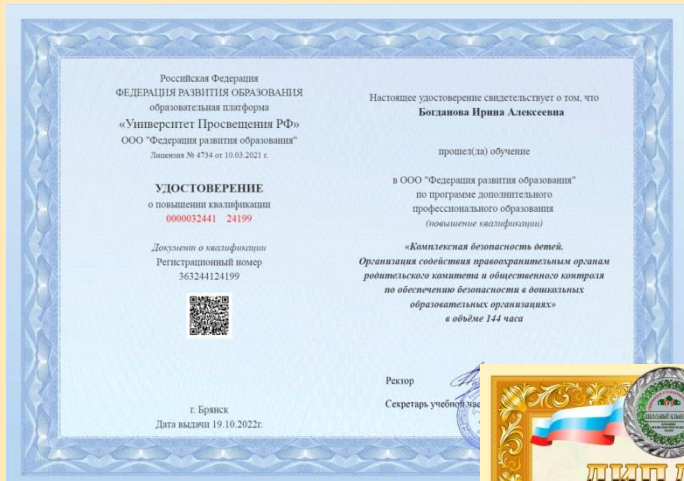 Российская Федерация
ФЕДЕРАЦИЯ РАЗВИТИЯ ОБРАЗОВАНИЯ
образовательная платформа
«Университет Просвещения РФ»
ООО "Федерация развития образования"
Лицензия № 4734 от 10.03.2021 г.
УДОСТОВЕРЕНИЕ
о повышении квалификации
0000032441 24199
Документ о квалификации
Регистрационный номер
363244124199
г. Брянск
Дата выдачи 19.10.2022г.
Настоящее удостоверение свидетельствует о том, что
Богданова Ирина Алексеевна
прошел(ла) обучение
в ООО "Федерация развития образования"
по программе дополнительного
профессионального образования
(повышение квалификации)
«Комплексная безопасность детей.
Организация содействия правоохранительным органам
родительского комитета и общественного контроля
по обеспечению безопасности в дошкольных
образовательных организациях»
в объёме 144 часа
Ректор
Секретарь учебной час